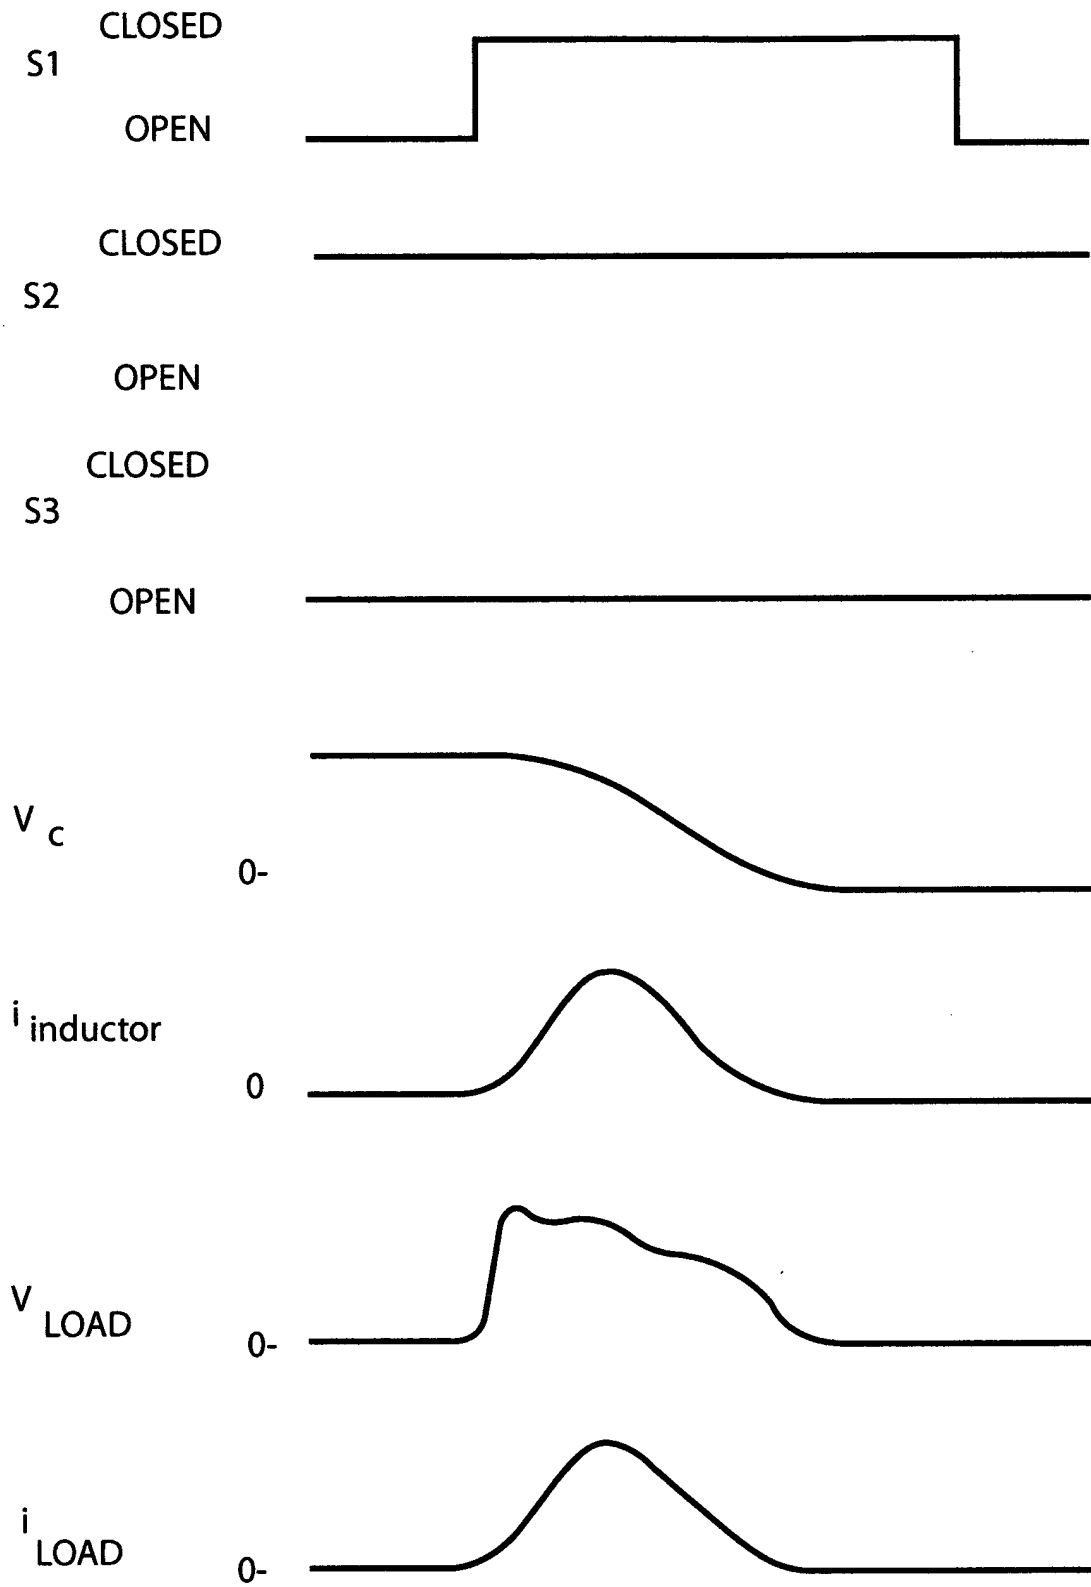 CLOSED
S1
OPEN
CLOSED
S2
OPEN
CLOSED
S3
OPEN
V C
0-
i inductor
0
V LOAD
0-
i LOAD
0-